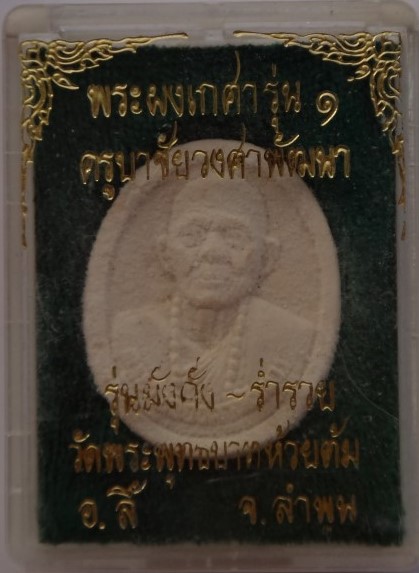 พระผงเกศารุ่น ๑
ครูบาชัยวงศาพัฒนา
รุ่นมั่งคั่ง ~ ร่ำรวย
วัดพระพุทธบาทห้วยต้ม
อ. ลี้ จ. ลำพูน